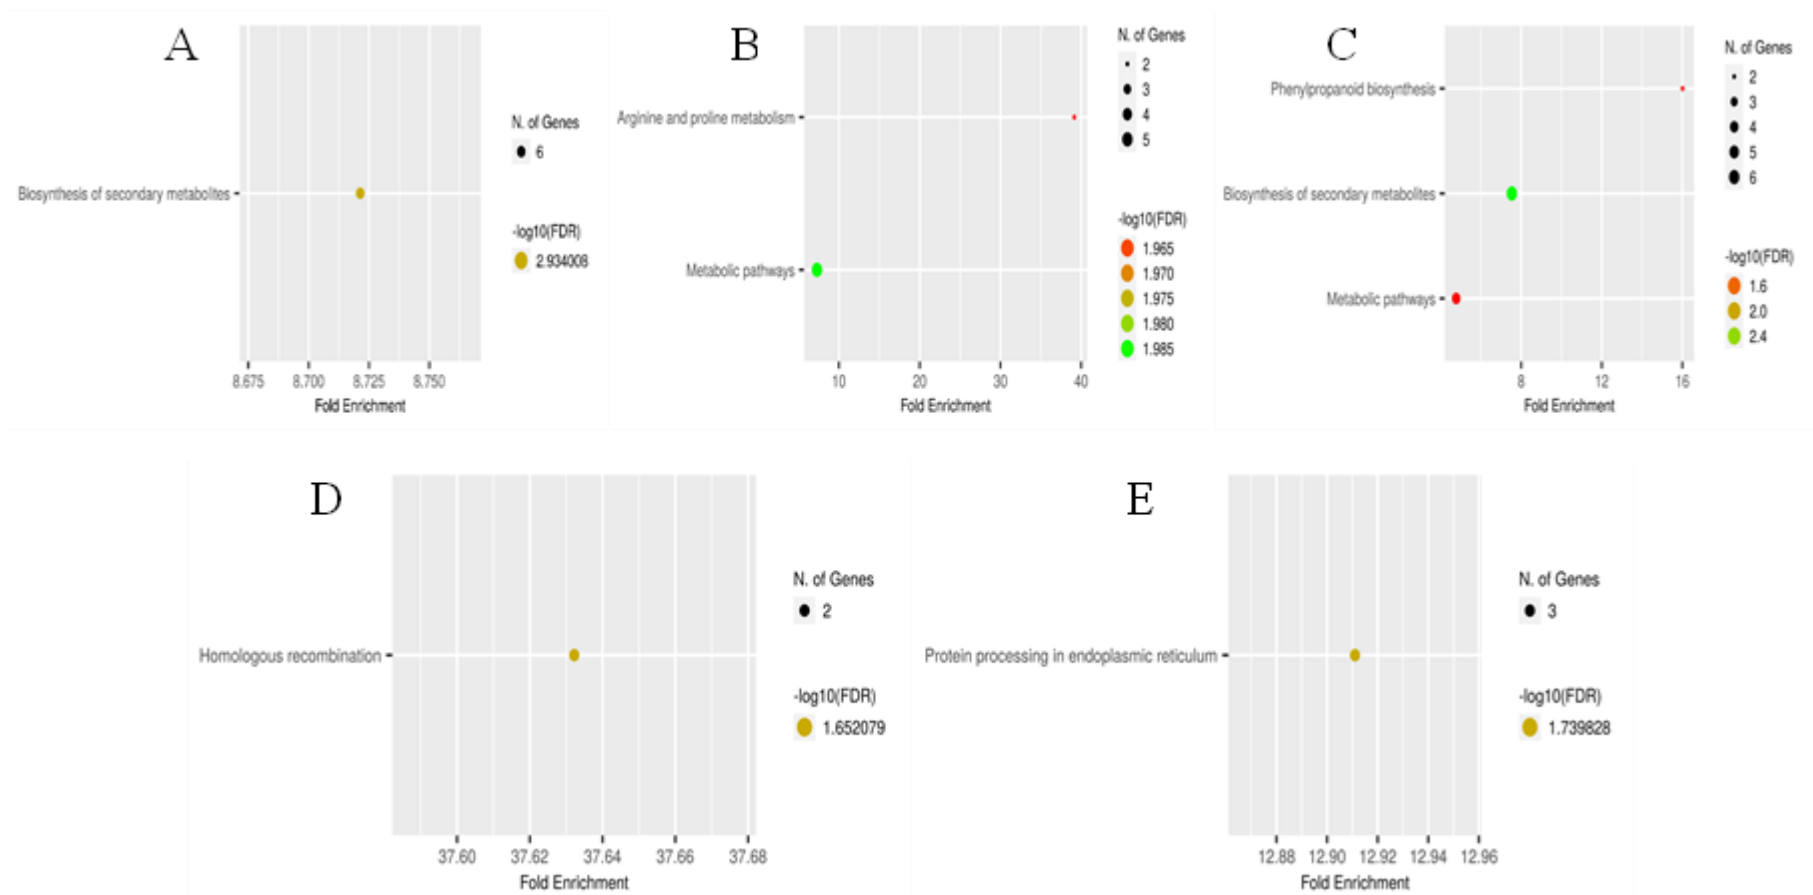 A
Biosynthesis of secondary metabolites
8.675 8.700 8.725 8.750
Fold Enrichment
N. of Genes
6
-log10(FDR)
2.934008
B
Arginine and proline metabolism
Metabolic pathways
10 20 30 40
Fold Enrichment
N. of Genes
2
3
4
5
-log10(FDR)
1.965
1.970
1.975
1.980
1.985
C
Phenylpropanoid biosynthesis
Biosynthesis of secondary metabolites
Metabolic pathways
8 12 16
Fold Enrichment
N. of Genes
2
3
4
5
6
-log10(FDR)
1.6
2.0
2.4
D
Homologous recombination
37.60 37.62 37.64 37.66 37.68
Fold Enrichment
N. of Genes
2
-log10(FDR)
1.652079
E
Protein processing in endoplasmic reticulum
12.88 12.90 12.92 12.94 12.96
Fold Enrichment
N. of Genes
3
-log10(FDR)
1.739828